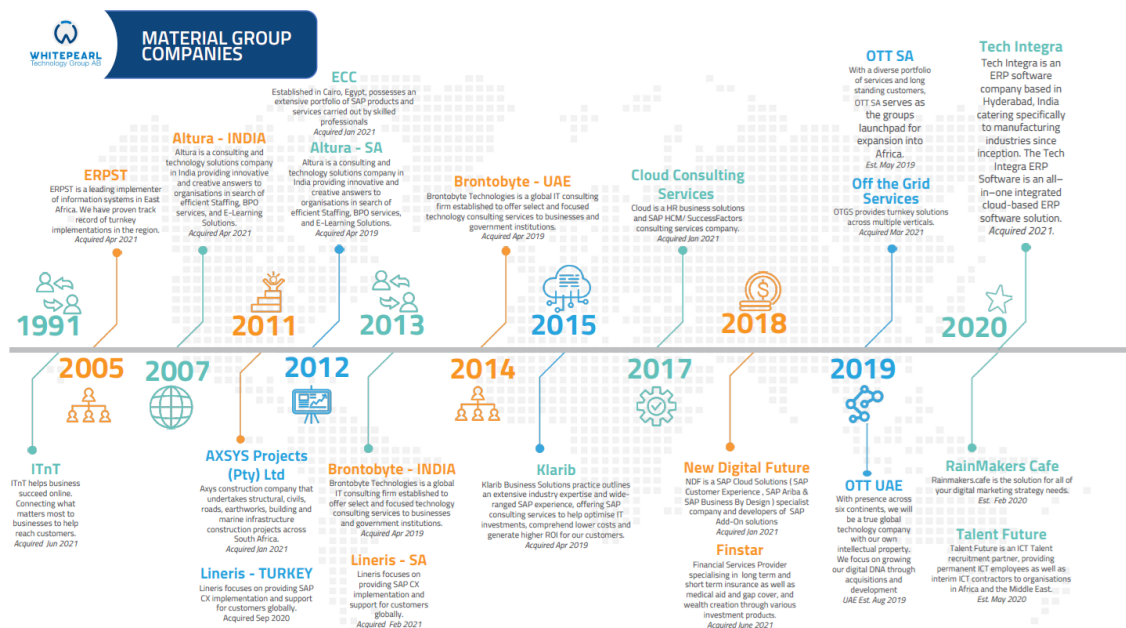 WHITEPEARL
Technology Group AB
MATERIAL GROUP
COMPANIES
ECC
Established in Cairo, Egypt, possesses an
extensive portfolio of SAP products and
services carried out by skilled
professionals
Acquired Jan 2021
ERPST
ERPST is a leading implementer
of information systems in East
Africa. We have proven track
record of turnkey
implementations in the region.
Acquired Apr 2021
Altura - INDIA
Altura is a consulting and
technology solutions company
in India providing innovative
and creative answers to
organisations in search of
efficient Staffing, BPO
services, and E-Learning
Solutions.
Acquired Apr 2021
Altura - SA
Altura is a consulting and
technology solutions company in
India providing innovative and
creative answers to
organisations in search of
efficient Staffing, BPO services,
and E-Learning Solutions.
Acquired Apr 2019
Brontobyte - UAE
Brontobyte Technologies is a global IT consulting
firm established to offer select and focused
technology consulting services to businesses and
government institutions.
Acquired Apr 2019
Cloud Consulting
Services
Cloud is a HR business solutions
and SAP HCM/ SuccessFactors
consulting services company.
Acquired Jan 2021
OTT SA
With a diverse portfolio
of services and long
standing customers,
OTT SA serves as
the groups
launchpad for
expansion into
Africa.
Est. May 2019
Off the Grid
Services
OTGS provides turnkey solutions
across multiple verticals.
Acquired Mar 2021
Tech Integra
Tech Integra is an
ERP software
company based in
Hyderabad, India
catering specifically
to manufacturing
industries since
inception. The Tech
Integra ERP
Software is an all–
in–one integrated
cloud-based ERP
software solution.
Acquired 2021.
1991
2011
2013
2015
2018
2020
2005
2007
2012
2014
2017
2019
ITnT
ITnT helps business
succeed online.
Connecting what
matters most to
businesses to help
reach customers.
Acquired Jun 2021
AXSYS Projects
(Pty) Ltd
Axys construction company that
undertakes structural, civils,
roads, earthworks, building and
marine infrastructure
construction projects across
South Africa.
Acquired Jan 2021
Lineris - TURKEY
Lineris focuses on providing SAP
CX implementation and support
for customers globally.
Acquired Sep 2020
Brontobyte - INDIA
Brontobyte Technologies is a global
IT consulting firm established to
offer select and focused technology
consulting services to businesses
and government institutions.
Acquired Apr 2019
Lineris - SA
Lineris focuses on
providing SAP CX
implementation and
support for customers
globally.
Acquired Feb 2021
Klarib
Klarib Business Solutions practice outlines
an extensive industry expertise and wide-
ranged SAP experience, offering SAP
consulting services to help optimise IT
investments, comprehend lower costs and
generate higher ROI for our customers.
Acquired Apr 2019
New Digital Future
NDF is a SAP Cloud Solutions ( SAP
Customer Experience , SAP Ariba &
SAP Business By Design ) specialist
company and developers of SAP
Add-On solutions
Acquired Jan 2021
Finstar
Financial Services Provider
specialising in long term and
short term insurance as well as
medical aid and gap cover, and
wealth creation through various
investment products.
Acquired June 2021
OTT UAE
With presence across
six continents, we will
be a true global
technology company
with our own
intellectual property.
We focus on growing
our digital DNA through
acquisitions and
development
UAE Est. Aug 2019
RainMakers Cafe
Rainmakers.cafe is the solution for all
of your digital marketing strategy needs.
Est. Feb 2020
Talent Future
Talent Future is an ICT Talent
recruitment partner, providing
permanent ICT employees as well as
interim ICT contractors to organisations
in Africa and the Middle East.
Est. May 2020